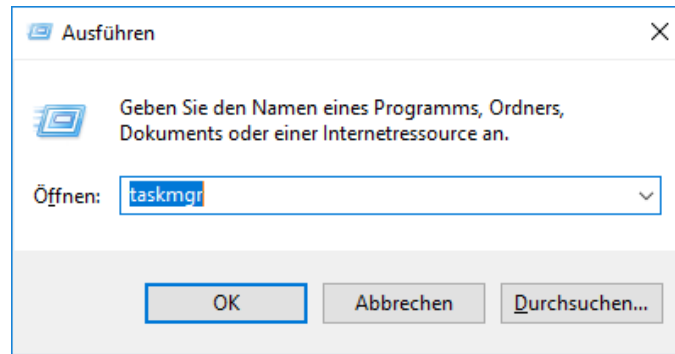 Ausführen
Geben Sie den Namen eines Programms, Ordners,
Dokuments oder einer Internetressource an.
Öffnen: taskmgr
OK Abbrechen Durchsuchen...